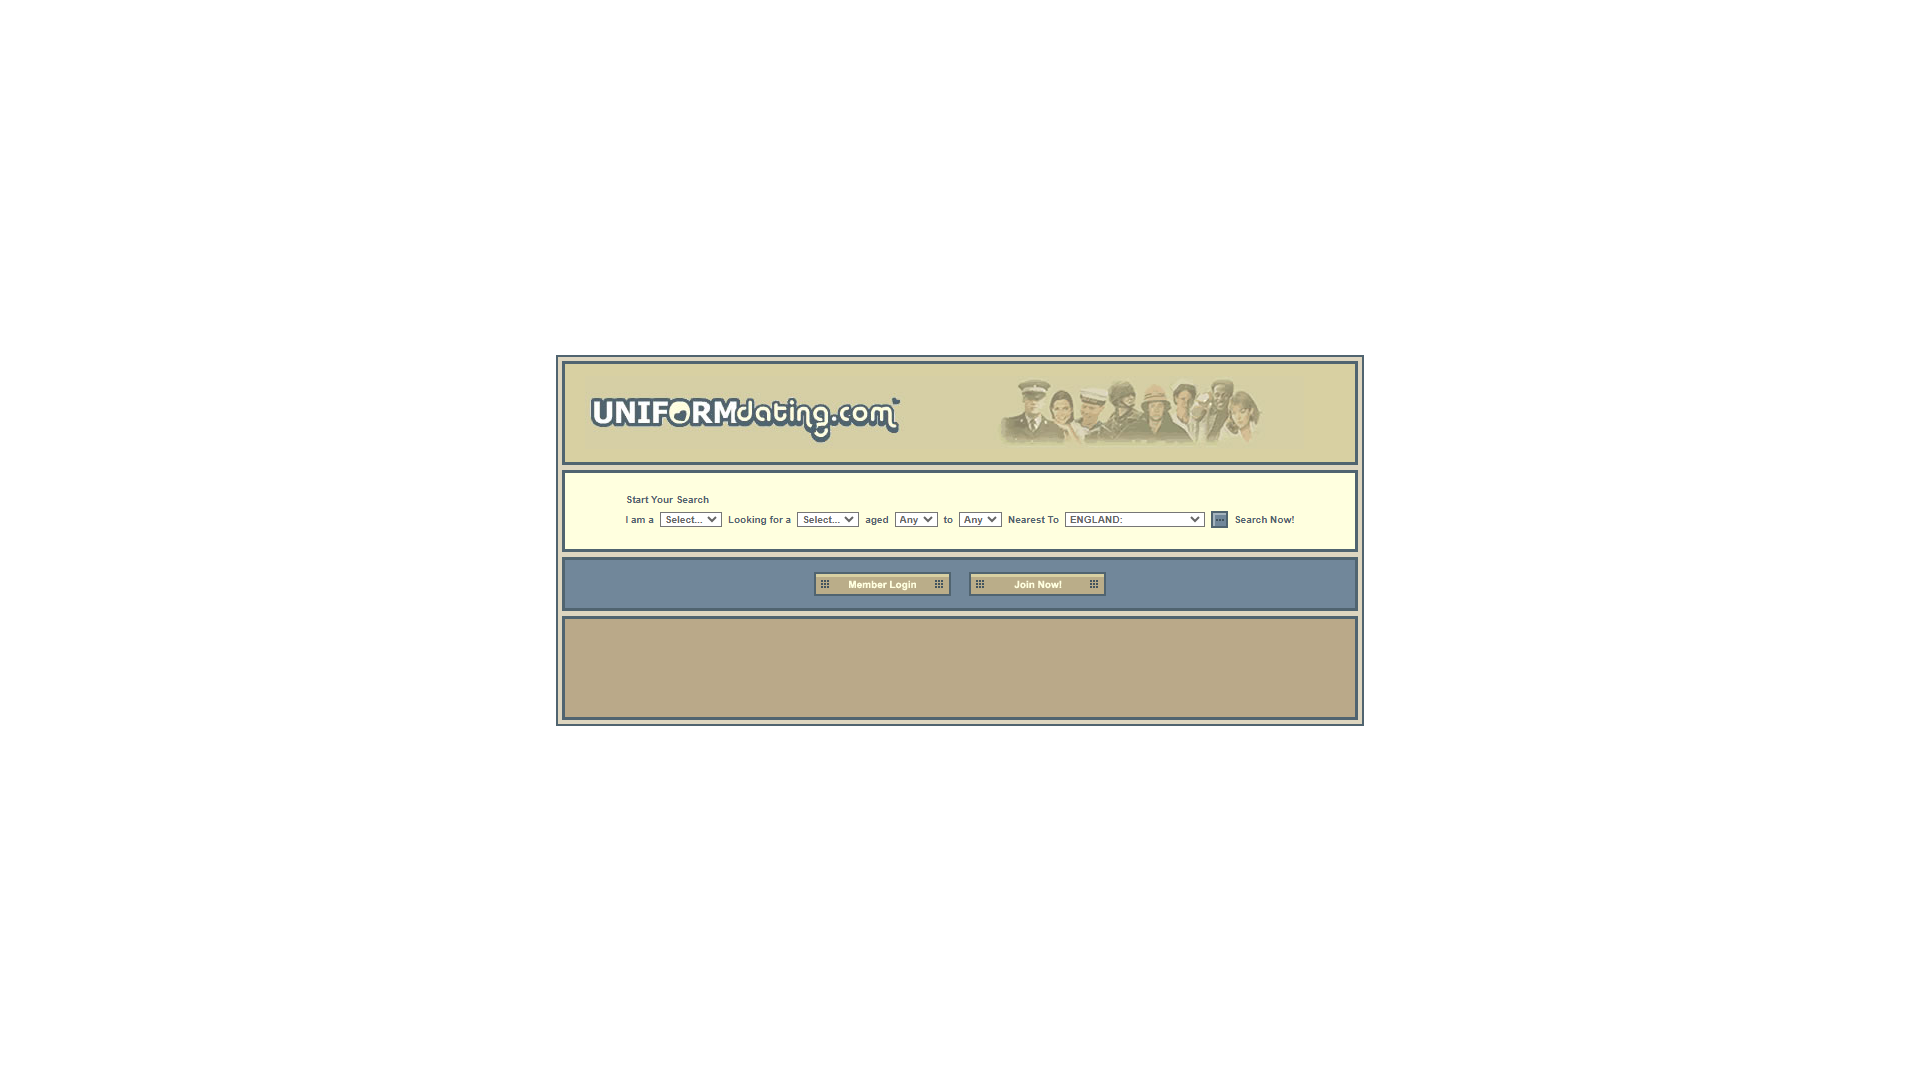 UNIFORMdating.com
Start Your Search
I am a Select... Looking for a Select... aged Any to Any Nearest To ENGLAND: Search Now!
Member Login Join Now!